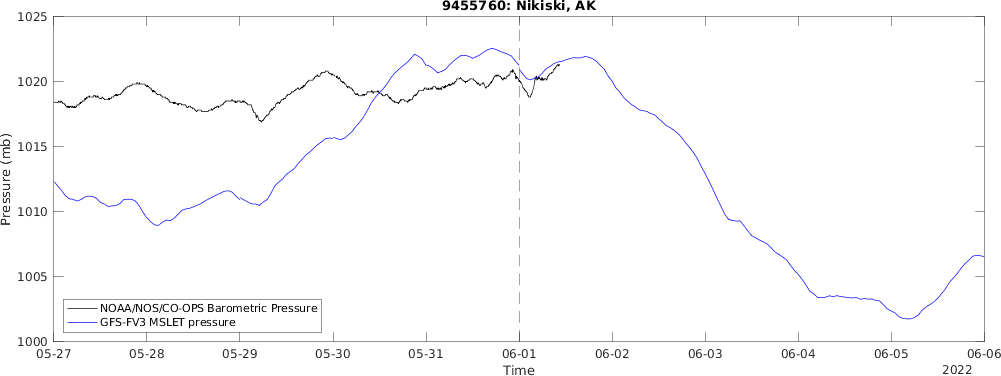 9455760: Nikiski, AK
1025
1020
1015
1010
1005
1000
Pressure (mb)
NOAA/NOS/CO-OPS Barometric Pressure
GFS-FV3 MSLET pressure
05-27 05-28 05-29 05-30 05-31 06-01 06-02 06-03 06-04 06-05 06-06
Time
2022